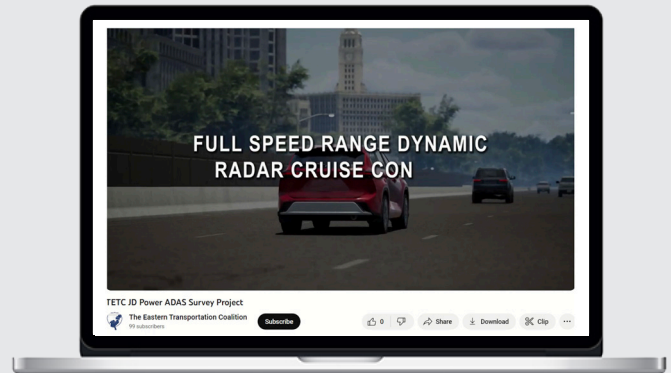 FULL SPEED RANGE DYNAMIC
RADAR CRUISE CON
TETC JD Power ADAS Survey Project
The Eastern Transportation Coalition
99 subscribers
Subscribe
0
Share
Download
Clip